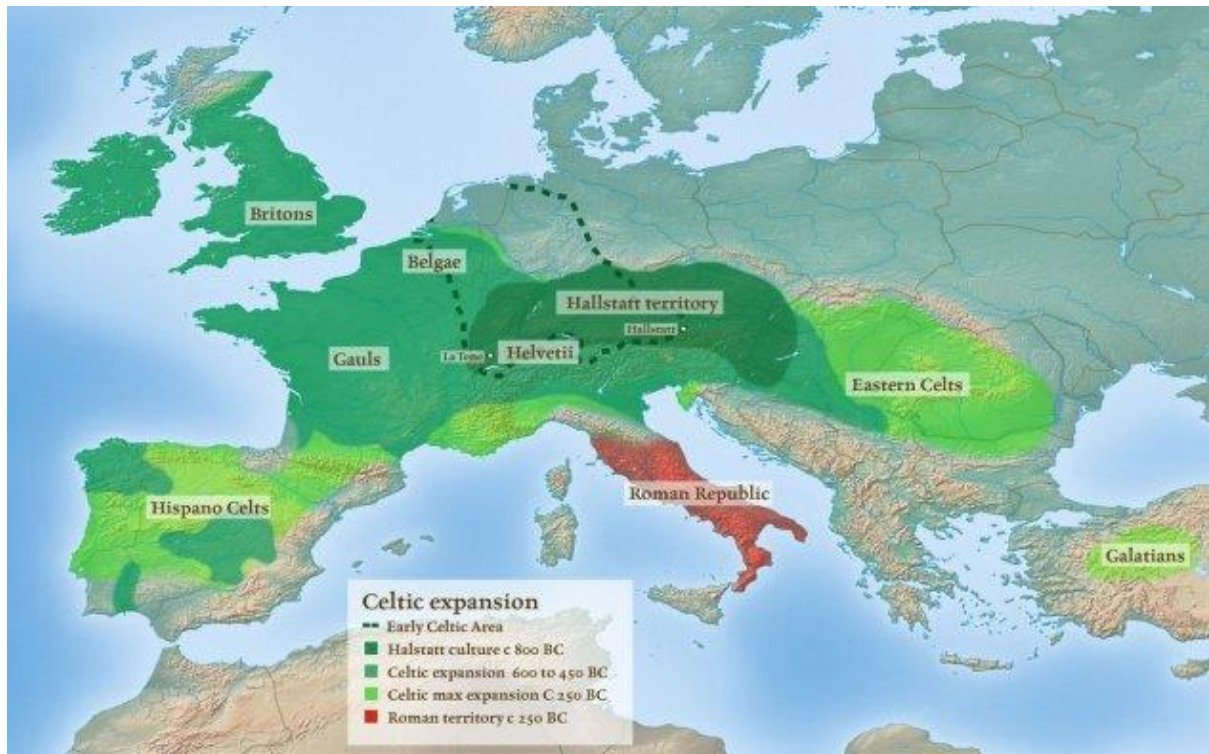 Britons
Belgae
Hallstatt territory
Hallstatt
La Tene
Helvetii
Gauls
Eastern Celts
Roman Republic
Hispano Celts
Galatians
Celtic expansion
Early Celtic Area
Halstatt culture c 800 BC
Celtic expansion 600 to 450 BC
Celtic max expansion C 250 BC
Roman territory c 250 BC